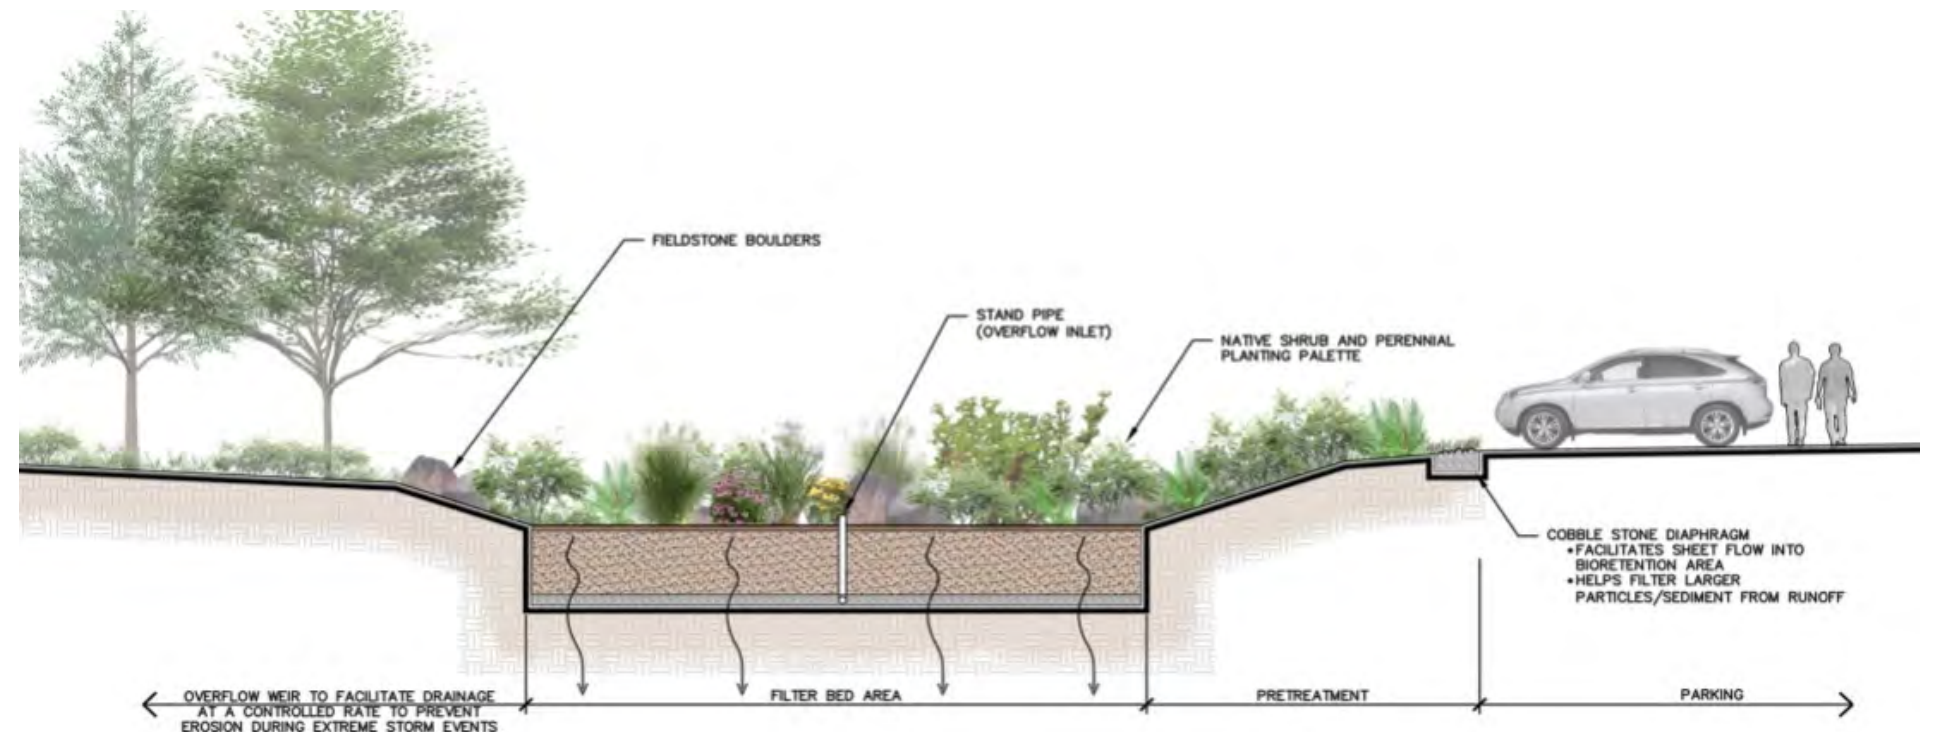 FIELDSTONE BOULDERS
STAND PIPE
(OVERFLOW INLET)
NATIVE SHRUB AND PERENNIAL
PLANTING PALETTE
COBBLE STONE DIAPHRAGM
•FACILITATES SHEET FLOW INTO
BIORETENTION AREA
•HELPS FILTER LARGER
PARTICLES/SEDIMENT FROM RUNOFF
OVERFLOW WEIR TO FACILITATE DRAINAGE
AT A CONTROLLED RATE TO PREVENT
EROSION DURING EXTREME STORM EVENTS
FILTER BED AREA
PRETREATMENT
PARKING